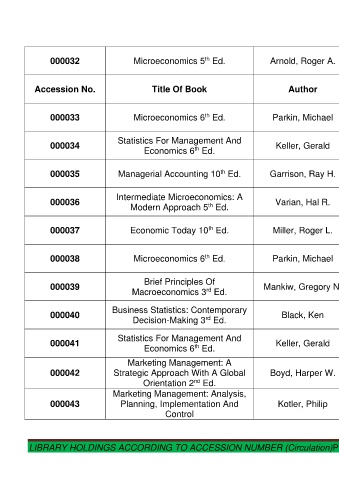 000032 Microeconomics 5th Ed. Arnold, Roger A.
Accession No. Title Of Book Author
000033 Microeconomics 6th Ed. Parkin, Michael
000034 Statistics For Management And Economics 6th Ed. Keller, Gerald
000035 Managerial Accounting 10th Ed. Garrison, Ray H.
000036 Intermediate Microeconomics: A Modern Approach 5th Ed. Varian, Hal R.
000037 Economic Today 10th Ed. Miller, Roger L.
000038 Microeconomics 6th Ed. Parkin, Michael
000039 Brief Principles Of Macroeconomics 3rd Ed. Mankiw, Gregory N
000040 Business Statistics: Contemporary Decision-Making 3rd Ed. Black, Ken
000041 Statistics For Management And Economics 6th Ed. Keller, Gerald
000042 Marketing Management: A Strategic Approach With A Global Orientation 2nd Ed. Boyd, Harper W.
000043 Marketing Management: Analysis, Planning, Implementation And Control Kotler, Philip
LIBRARY HOLDINGS ACCORDING TO ACCESSION NUMBER (Circulation)P